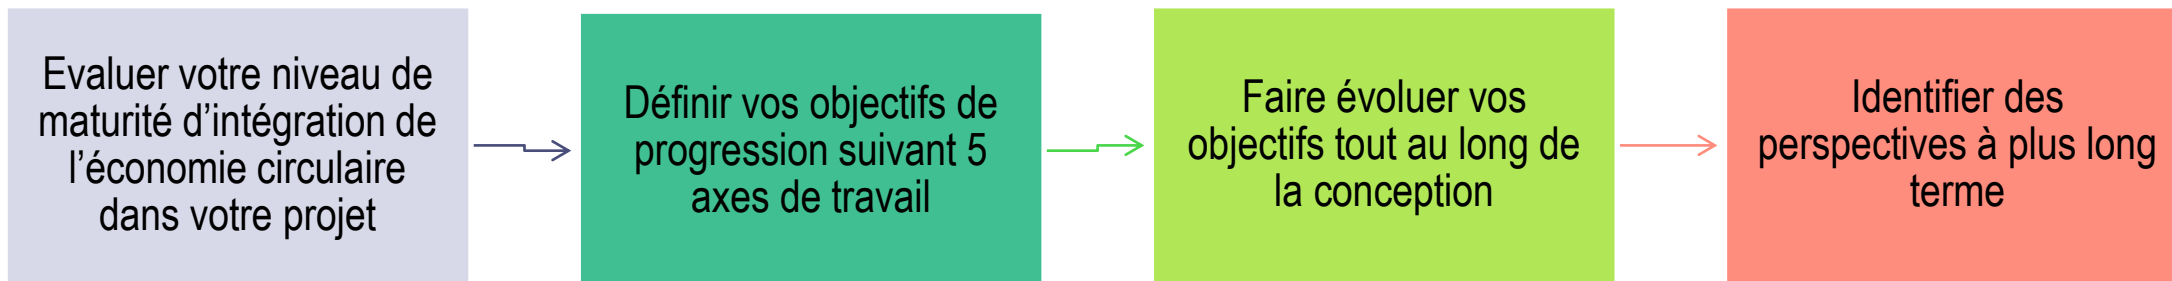 Evaluer votre niveau de
maturité d’intégration de
l’économie circulaire
dans votre projet
Définir vos objectifs de
progression suivant 5
axes de travail
Faire évoluer vos
objectifs tout au long de
la conception
Identifier des
perspectives à plus long
terme